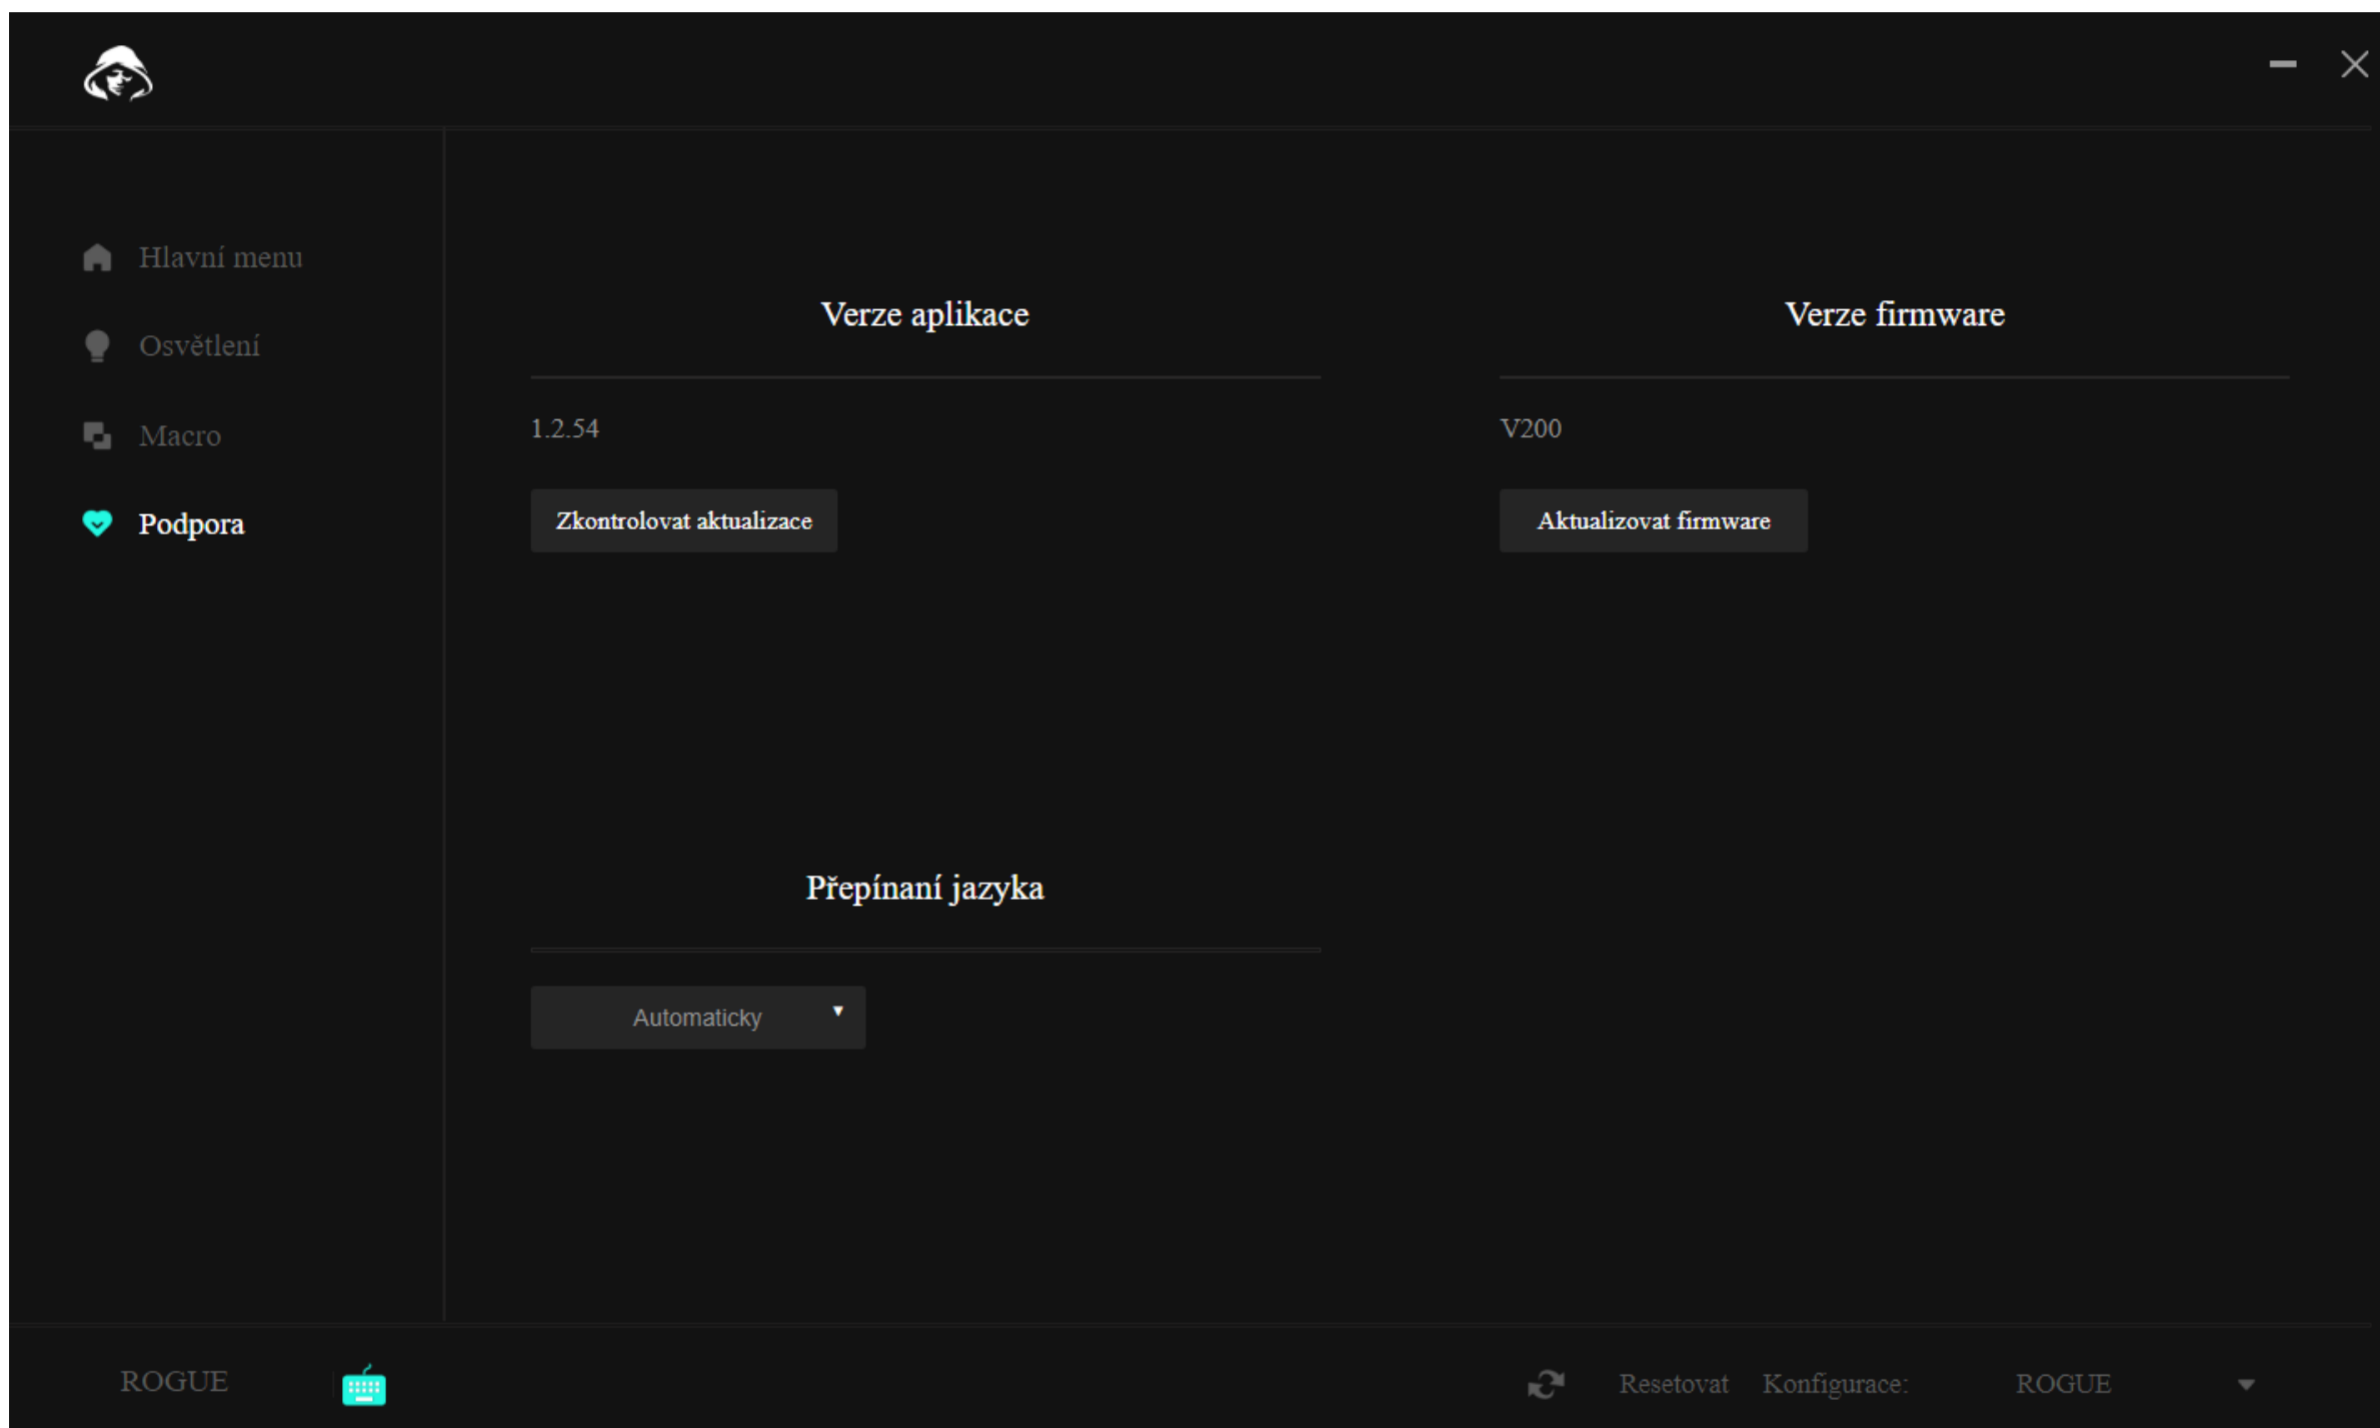 Hlavní menu
Osvětlení
Macro
Podpora
Verze aplikace
1.2.54
Zkontrolovat aktualizace
Verze firmware
V200
Aktualizovat firmware
Přepínaní jazyka
Automaticky
ROGUE
Resetovat
Konfigurace:
ROGUE